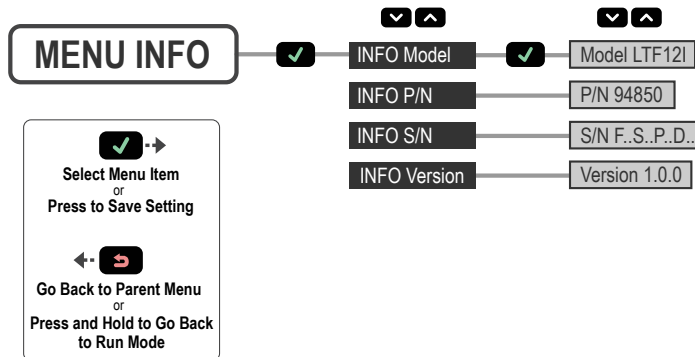 MENU INFO
INFO Model
Model LTF12I
INFO P/N
P/N 94850
INFO S/N
S/N F..S..P..D..
INFO Version
Version 1.0.0
Select Menu Item
or
Press to Save Setting
Go Back to Parent Menu
or
Press and Hold to Go Back
to Run Mode